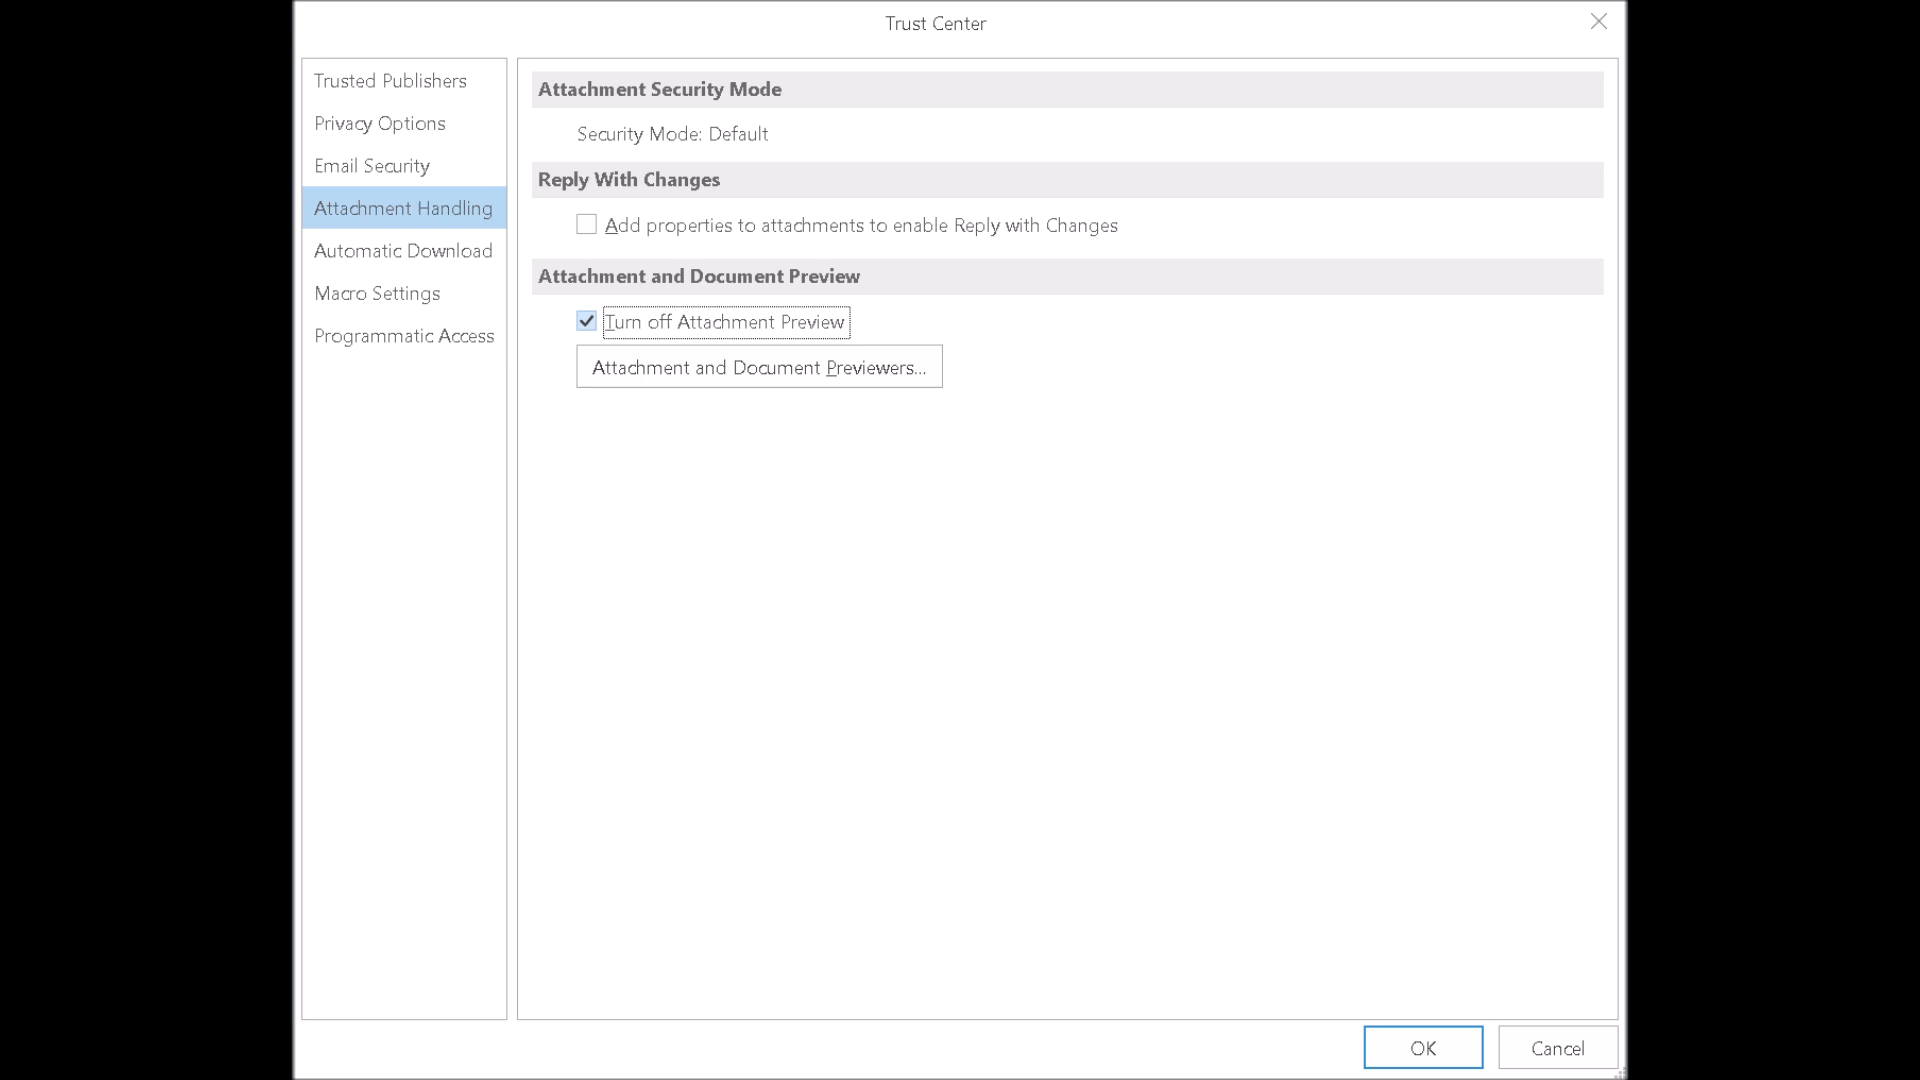 Trust Center
Trusted Publishers
Privacy Options
Email Security
Attachment Handling
Automatic Download
Macro Settings
Programmatic Access
Attachment Security Mode
Security Mode: Default
Reply With Changes
Add properties to attachments to enable Reply with Changes
Attachment and Document Preview
Turn off Attachment Preview
Attachment and Document Previewers...
OK
Cancel